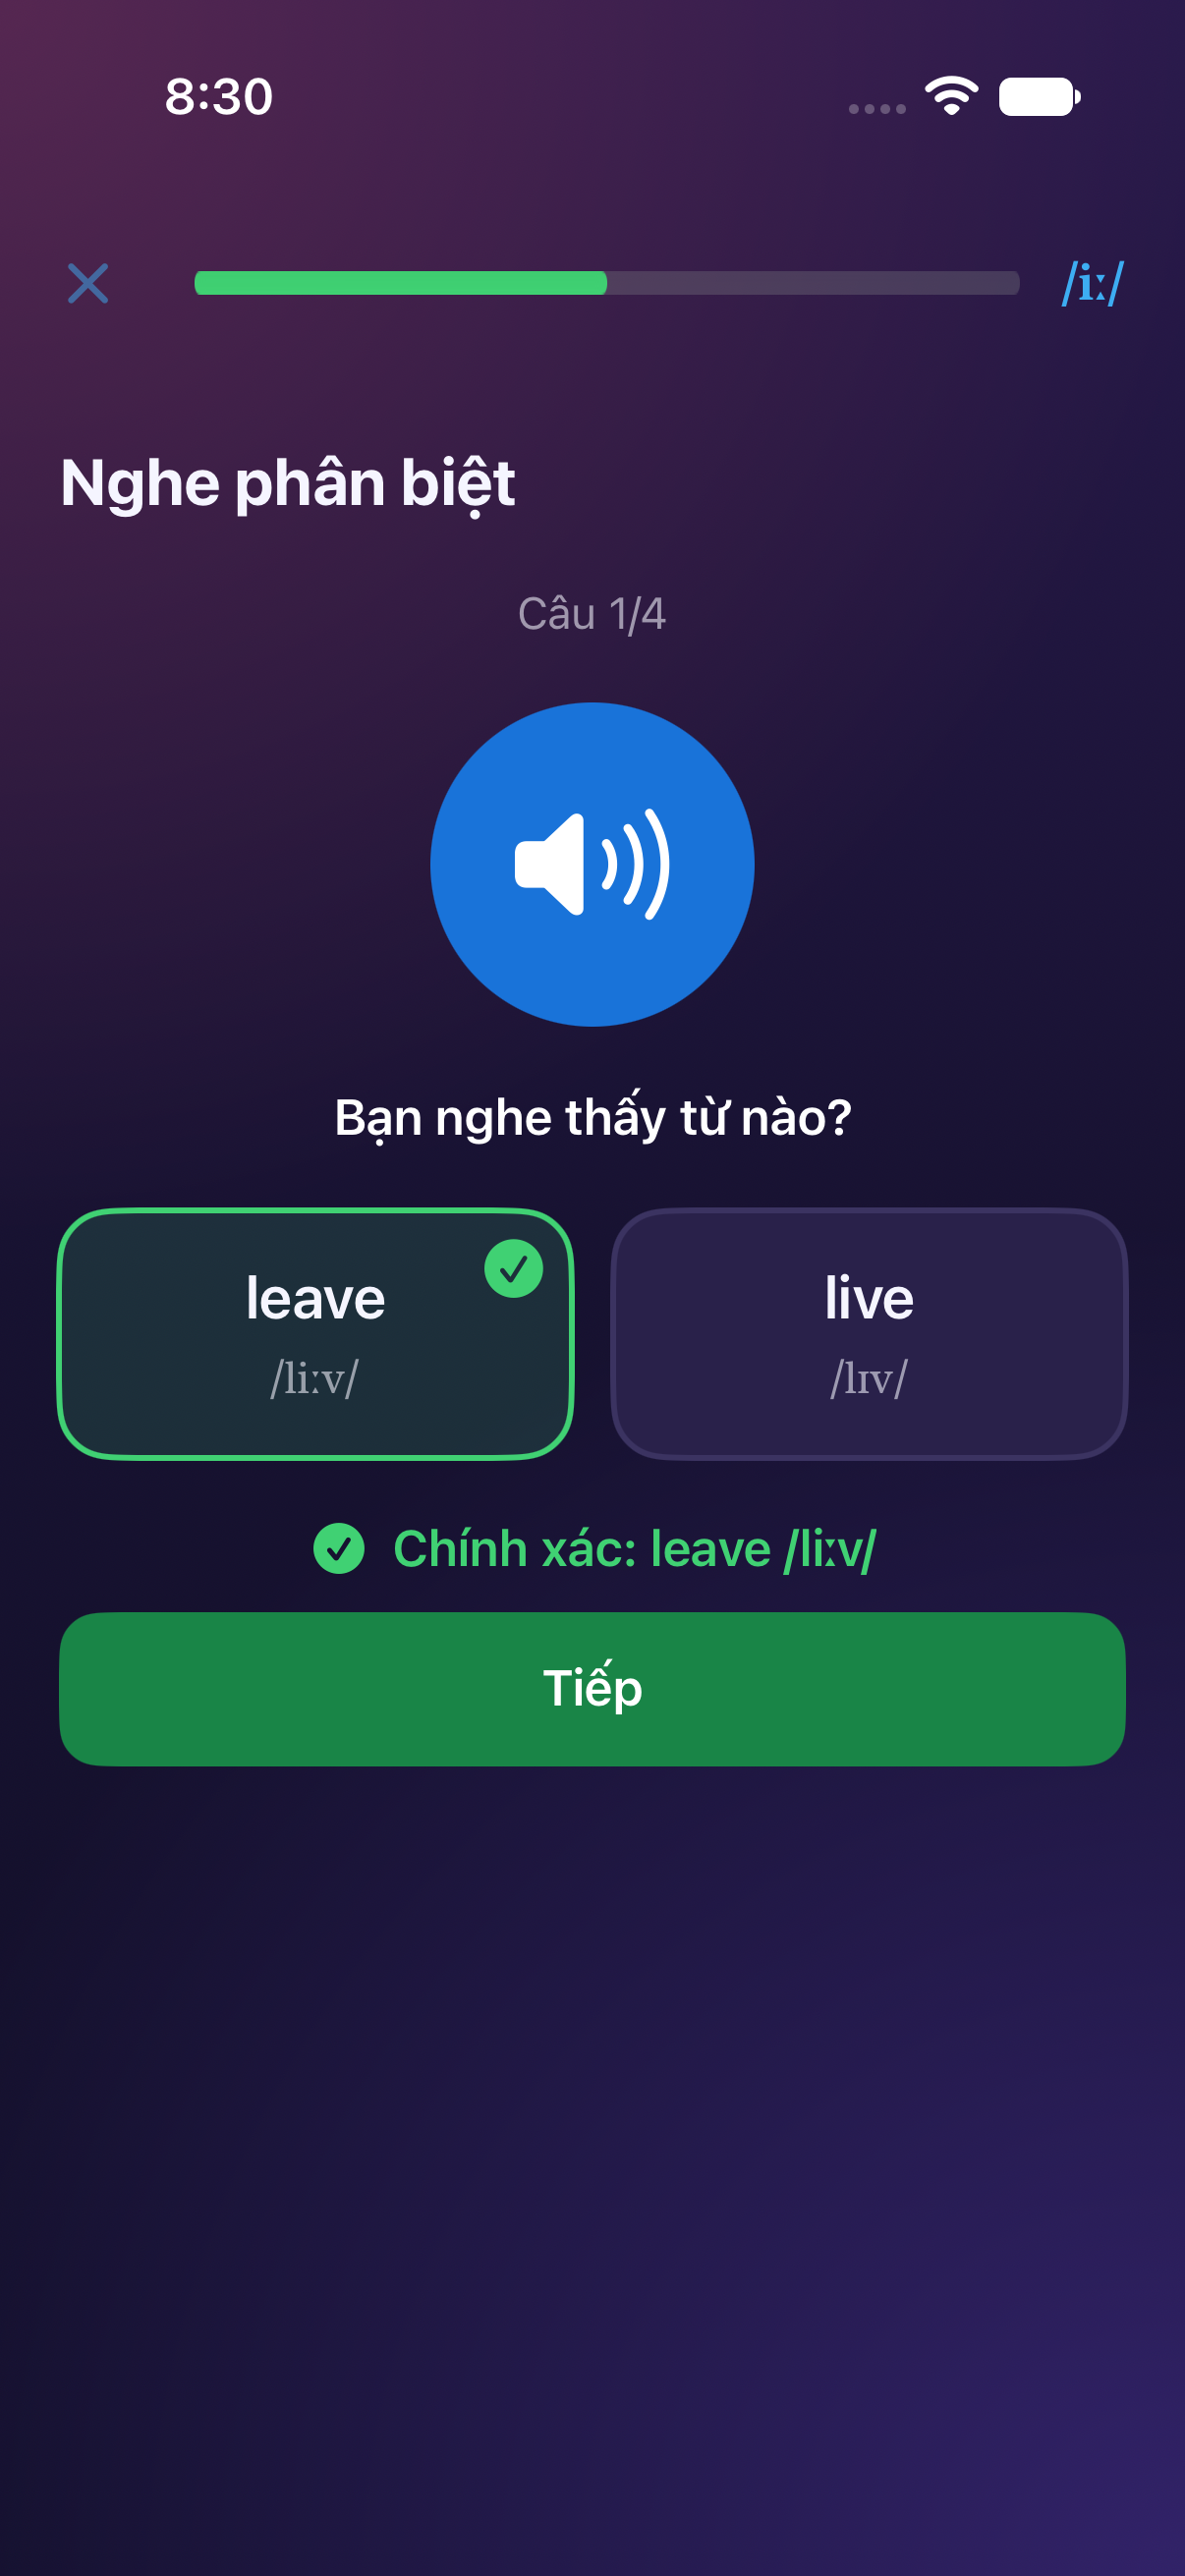 8:30
/iː/
Nghe phân biệt
Câu 1/4
Bạn nghe thấy từ nào?
leave
/liːv/
live
/lɪv/
Chính xác: leave /liːv/
Tiếp